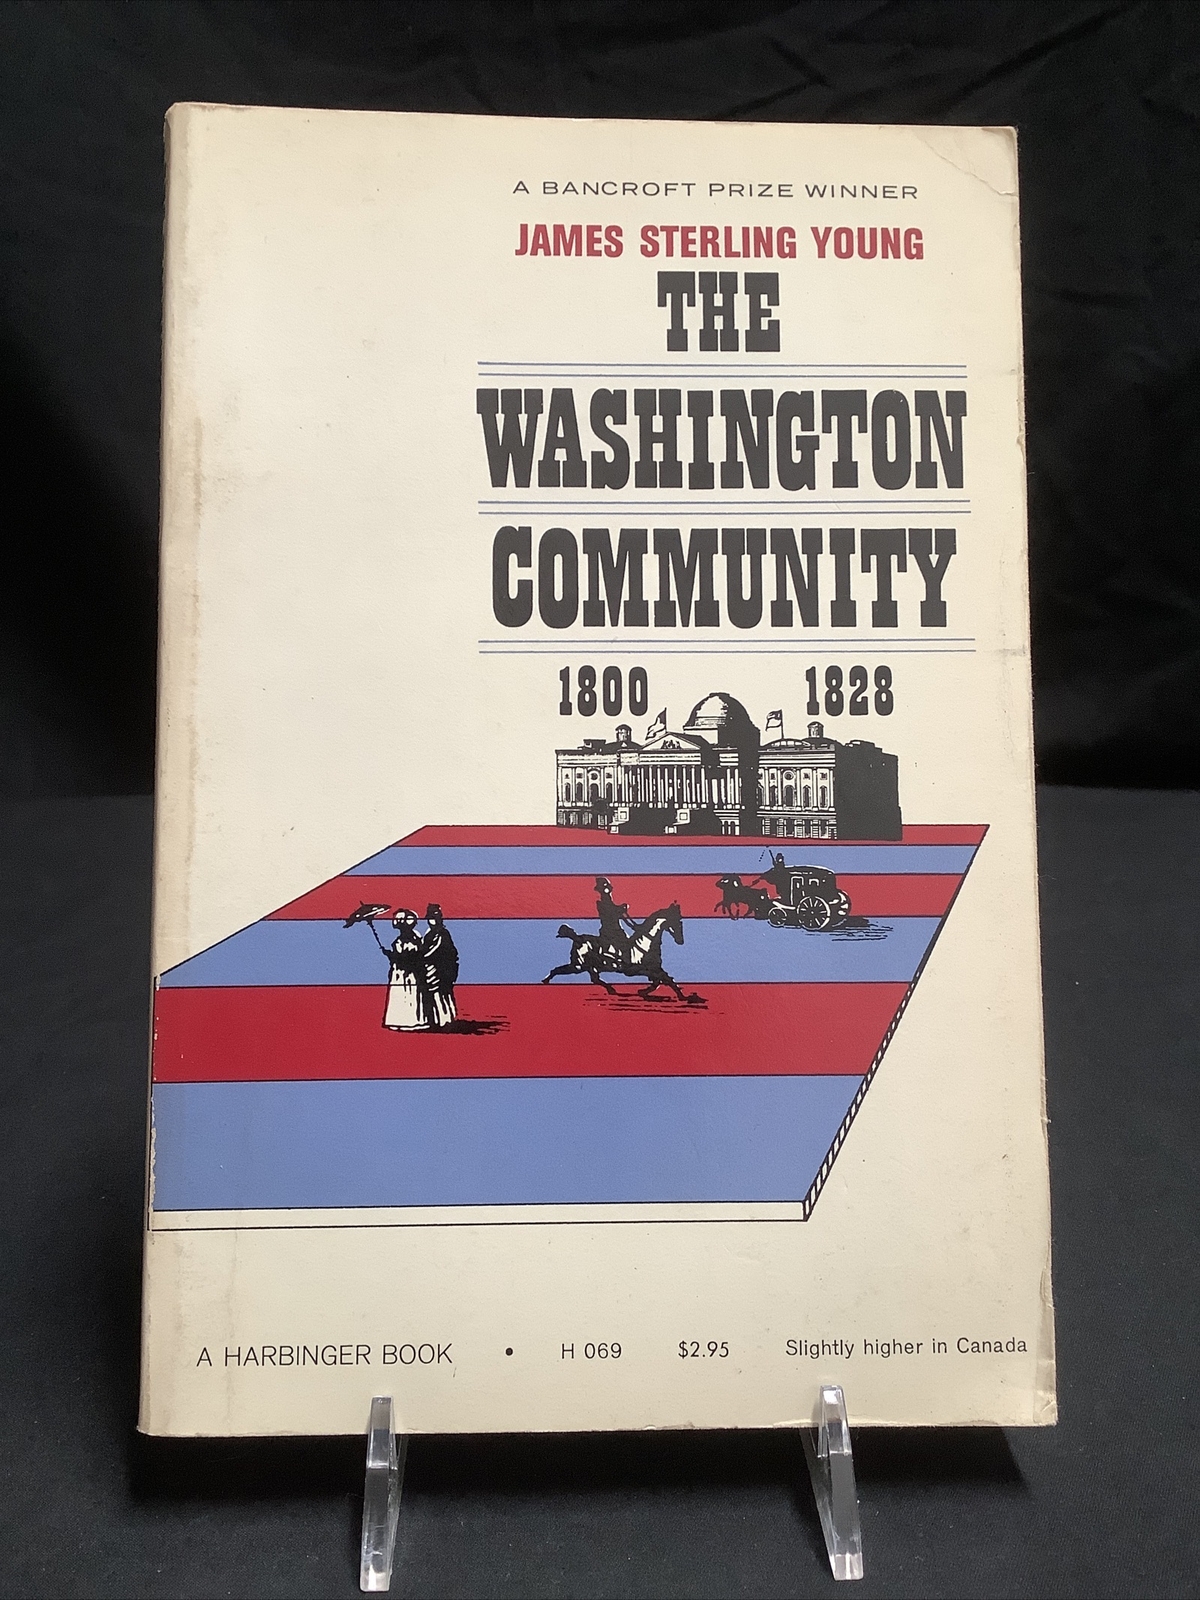 A BANCROFT PRIZE WINNER
JAMES STERLING YOUNG
THE
WASHINGTON
COMMUNITY
1800 1828
A HARBINGER BOOK • H 069 $2.95 Slightly higher in Canada